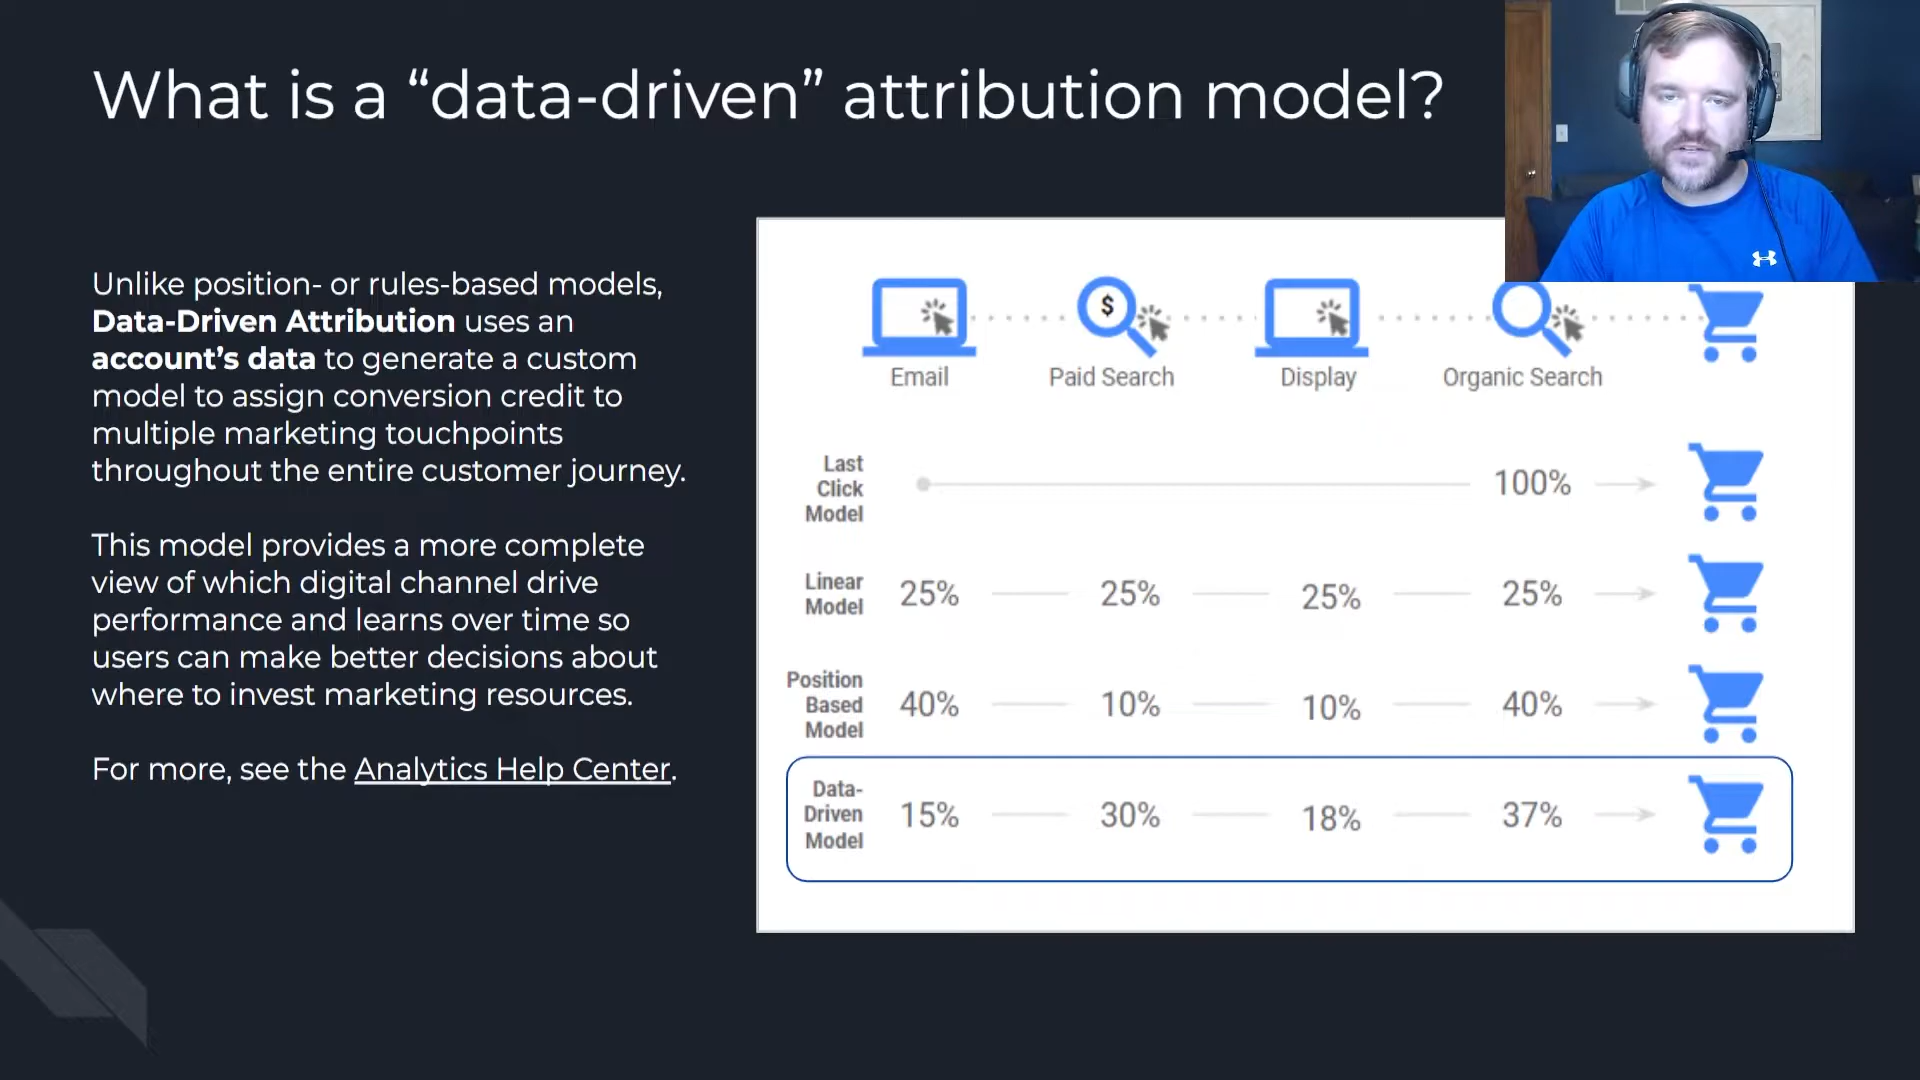 What is a “data-driven” attribution model?
Unlike position- or rules-based models,
Data-Driven Attribution uses an
account’s data to generate a custom
model to assign conversion credit to
multiple marketing touchpoints
throughout the entire customer journey.
This model provides a more complete
view of which digital channel drive
performance and learns over time so
users can make better decisions about
where to invest marketing resources.
For more, see the Analytics Help Center.
$
Email Paid Search Display Organic Search
Last
Click
Model
100%
Linear
Model
25% 25% 25% 25%
Position
Based
Model
40% 10% 10% 40%
Data-
Driven
Model
15% 30% 18% 37%